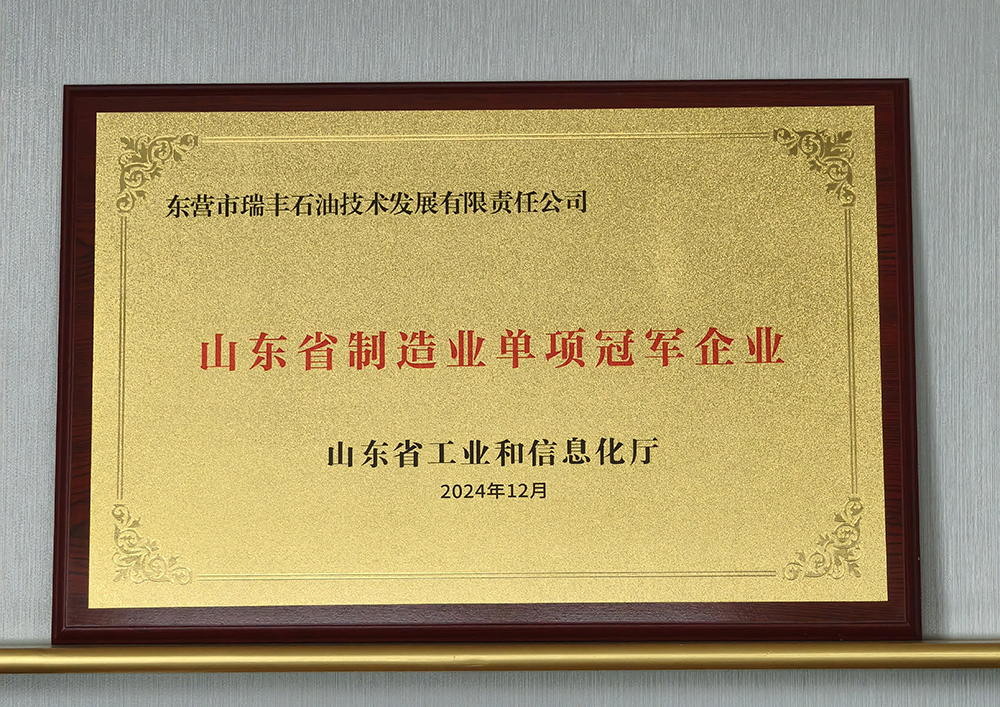 东营市瑞丰石油技术发展有限责任公司
山东省制造业单项冠军企业
山东省工业和信息化厅
2024年12月